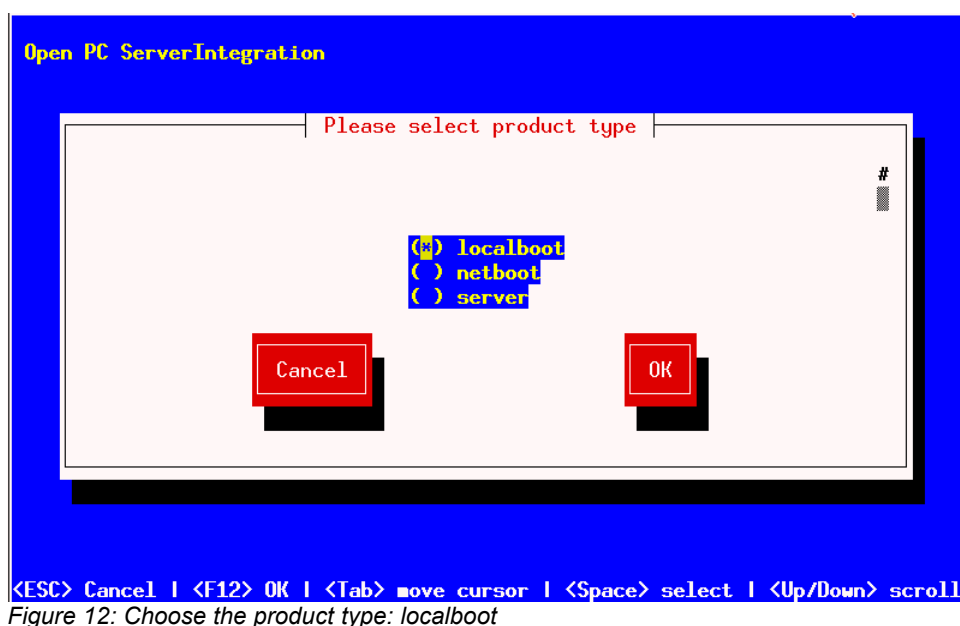 Open PC ServerIntegration
Please select product type
#
(*) localboot
( ) netboot
( ) server
Cancel
OK
<ESC> Cancel | <F12> OK | <Tab> move cursor | <Space> select | <Up/Down> scroll
Figure 12: Choose the product type: localboot